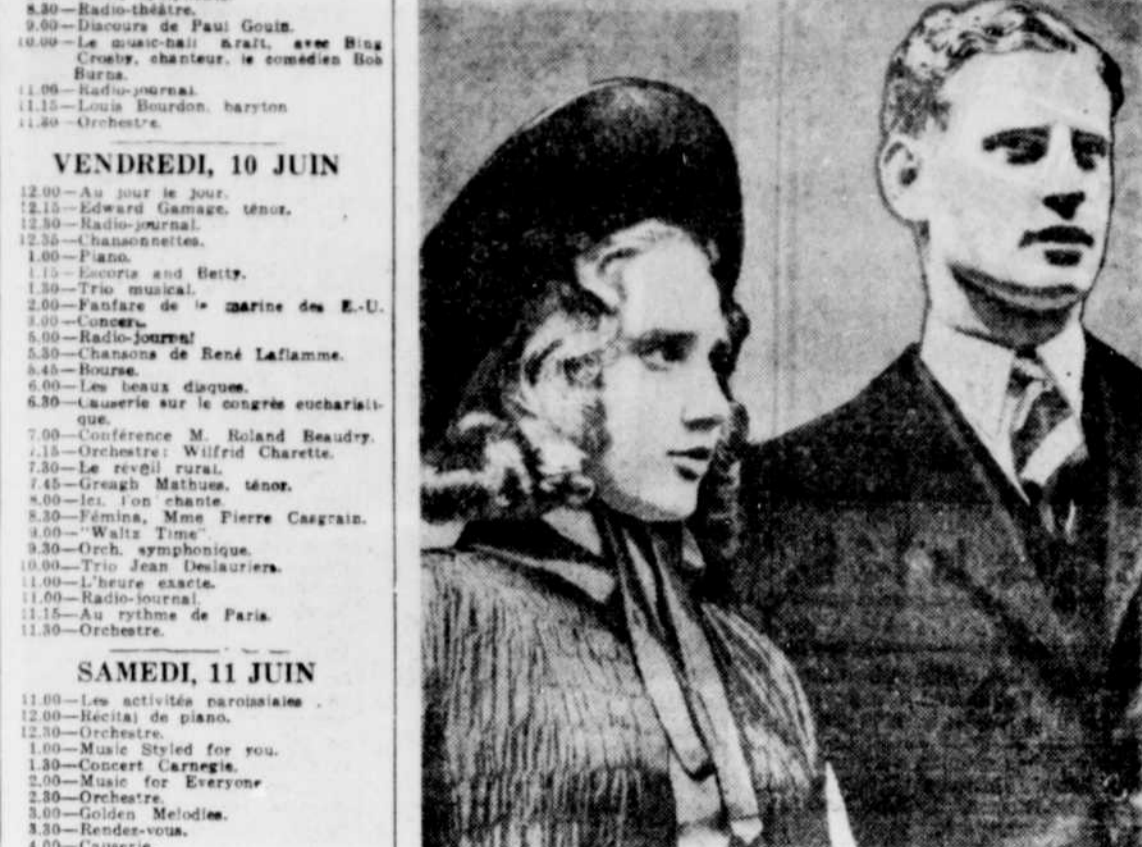 8.30—Radio-théâtre.
9.00—Discours de Paul Gouin.
10.00—Le music-hall Kraft, avec Bing
Crosby, chanteur, le comédien Bob
Burns.
11.00—Radio-journal.
11.15—Louis Bourdon, baryton
11.30—Orchestre.
VENDREDI, 10 JUIN
12.00—Au jour le jour.
12.15—Edward Gamage, ténor.
12.30—Radio-journal.
12.35—Chansonnettes.
1.00—Piano.
1.15—Escorts and Betty.
1.30—Trio musical.
2.00—Fanfare de la marine des E.-U.
3.00—Concert.
5.00—Radio-journal
5.30—Chansons de René Laflamme.
5.45—Bourse.
6.00—Les beaux disques.
6.30—Causerie sur le congrès eucharisit-
que.
7.00—Conférence M. Roland Beaudry.
7.15—Orchestre: Wilfrid Charette.
7.30—Le réveil rural.
7.45—Greagh Mathues, ténor.
8.00—Ici, l'on chante.
8.30—Fémina, Mme Pierre Casgrain.
9.00—"Waltz Time".
9.30—Orch. symphonique.
10.00—Trio Jean Deslauriers.
11.00—L'heure exacte.
11.00—Radio-journal.
11.15—Au rythme de Paris.
11.30—Orchestre.
SAMEDI, 11 JUIN
11.00—Les activités paroissiales
12.00—Récital de piano.
12.30—Orchestre.
1.00—Music Styled for you.
1.30—Concert Carnegie.
2.00—Music for Everyone
2.30—Orchestre.
3.00—Golden Melodies.
3.30—Rendez-vous.
4.00—Causerie